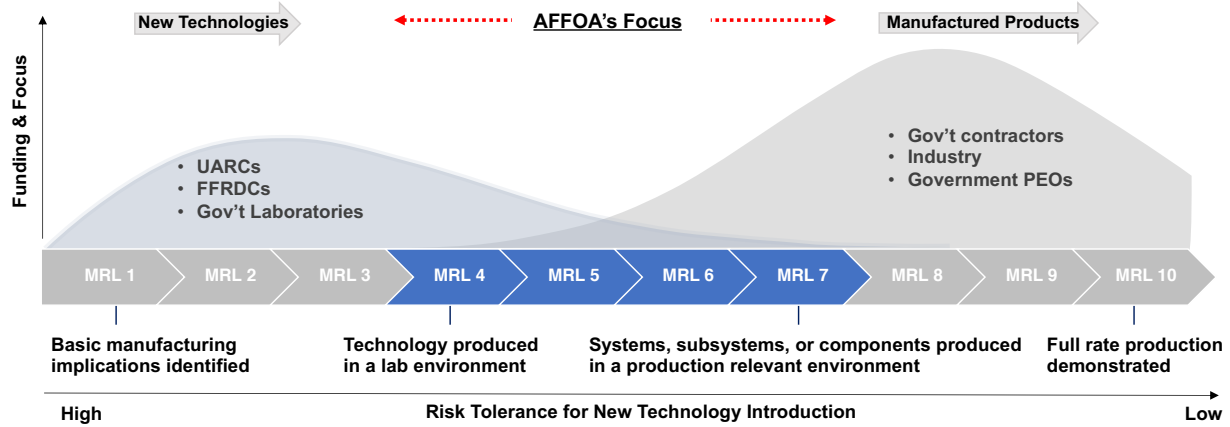 New Technologies
AFFOA's Focus
Manufactured Products
Funding & Focus
• UARCs
• FFRDCs
• Gov't Laboratories
• Gov't contractors
• Industry
• Government PEOs
MRL 1
MRL 2
MRL 3
MRL 4
MRL 5
MRL 6
MRL 7
MRL 8
MRL 9
MRL 10
Basic manufacturing
implications identified
Technology produced
in a lab environment
Systems, subsystems, or components produced
in a production relevant environment
Full rate production
demonstrated
High
Risk Tolerance for New Technology Introduction
Low